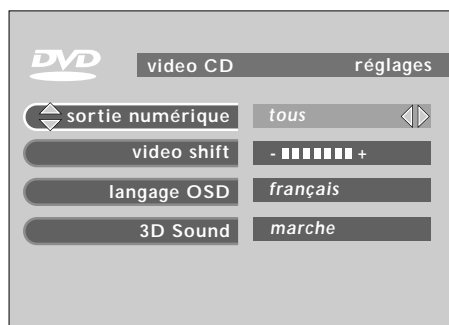 DVD
video CD réglages
sortie numérique tous
video shift - +
langage OSD français
3D Sound marche